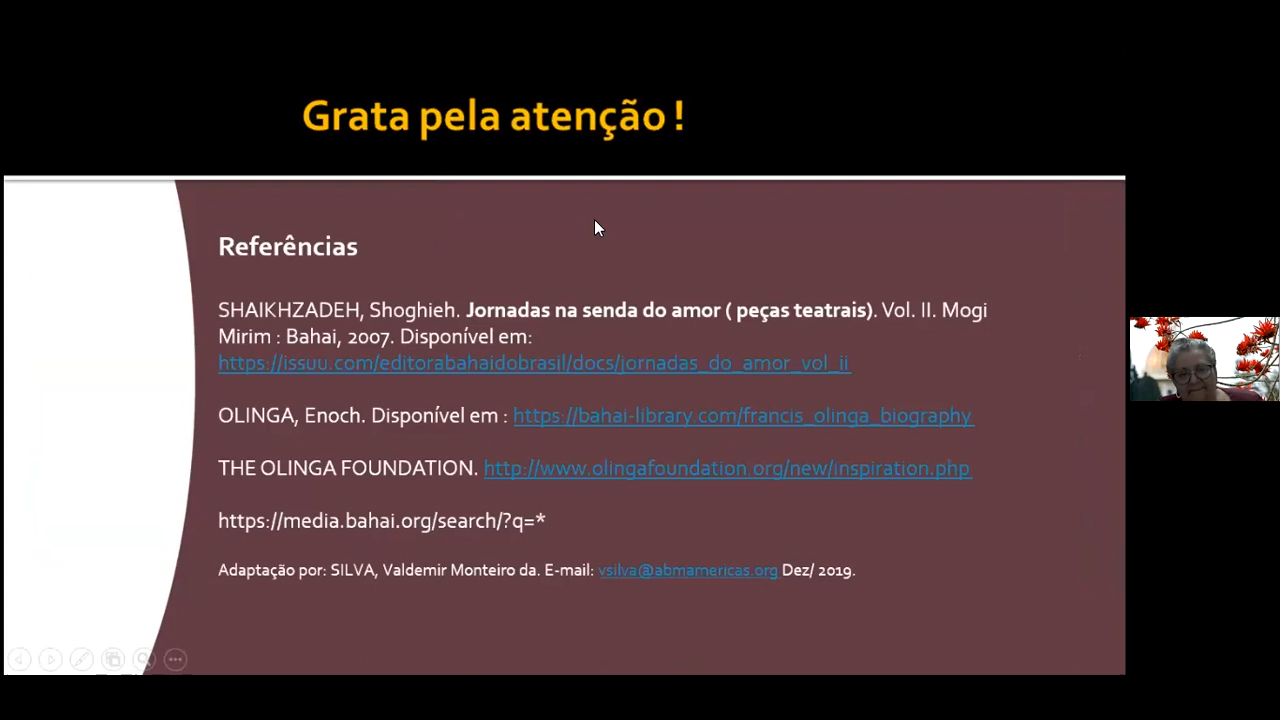 Grata pela atenção !
Referências
SHAIKHZADEH, Shoghieh. Jornadas na senda do amor ( peças teatrais). Vol. II. Mogi
Mirim : Bahai, 2007. Disponível em:
https://issuu.com/editorabahaidobrasil/docs/jornadas_do_amor_vol_ii
OLINGA, Enoch. Disponível em : https://bahai-library.com/francis_olinga_biography
THE OLINGA FOUNDATION. http://www.olingafoundation.org/new/inspiration.php
https://media.bahai.org/search/?q=*
Adaptação por: SILVA, Valdemir Monteiro da. E-mail: vsilva@abmamericas.org Dez/ 2019.